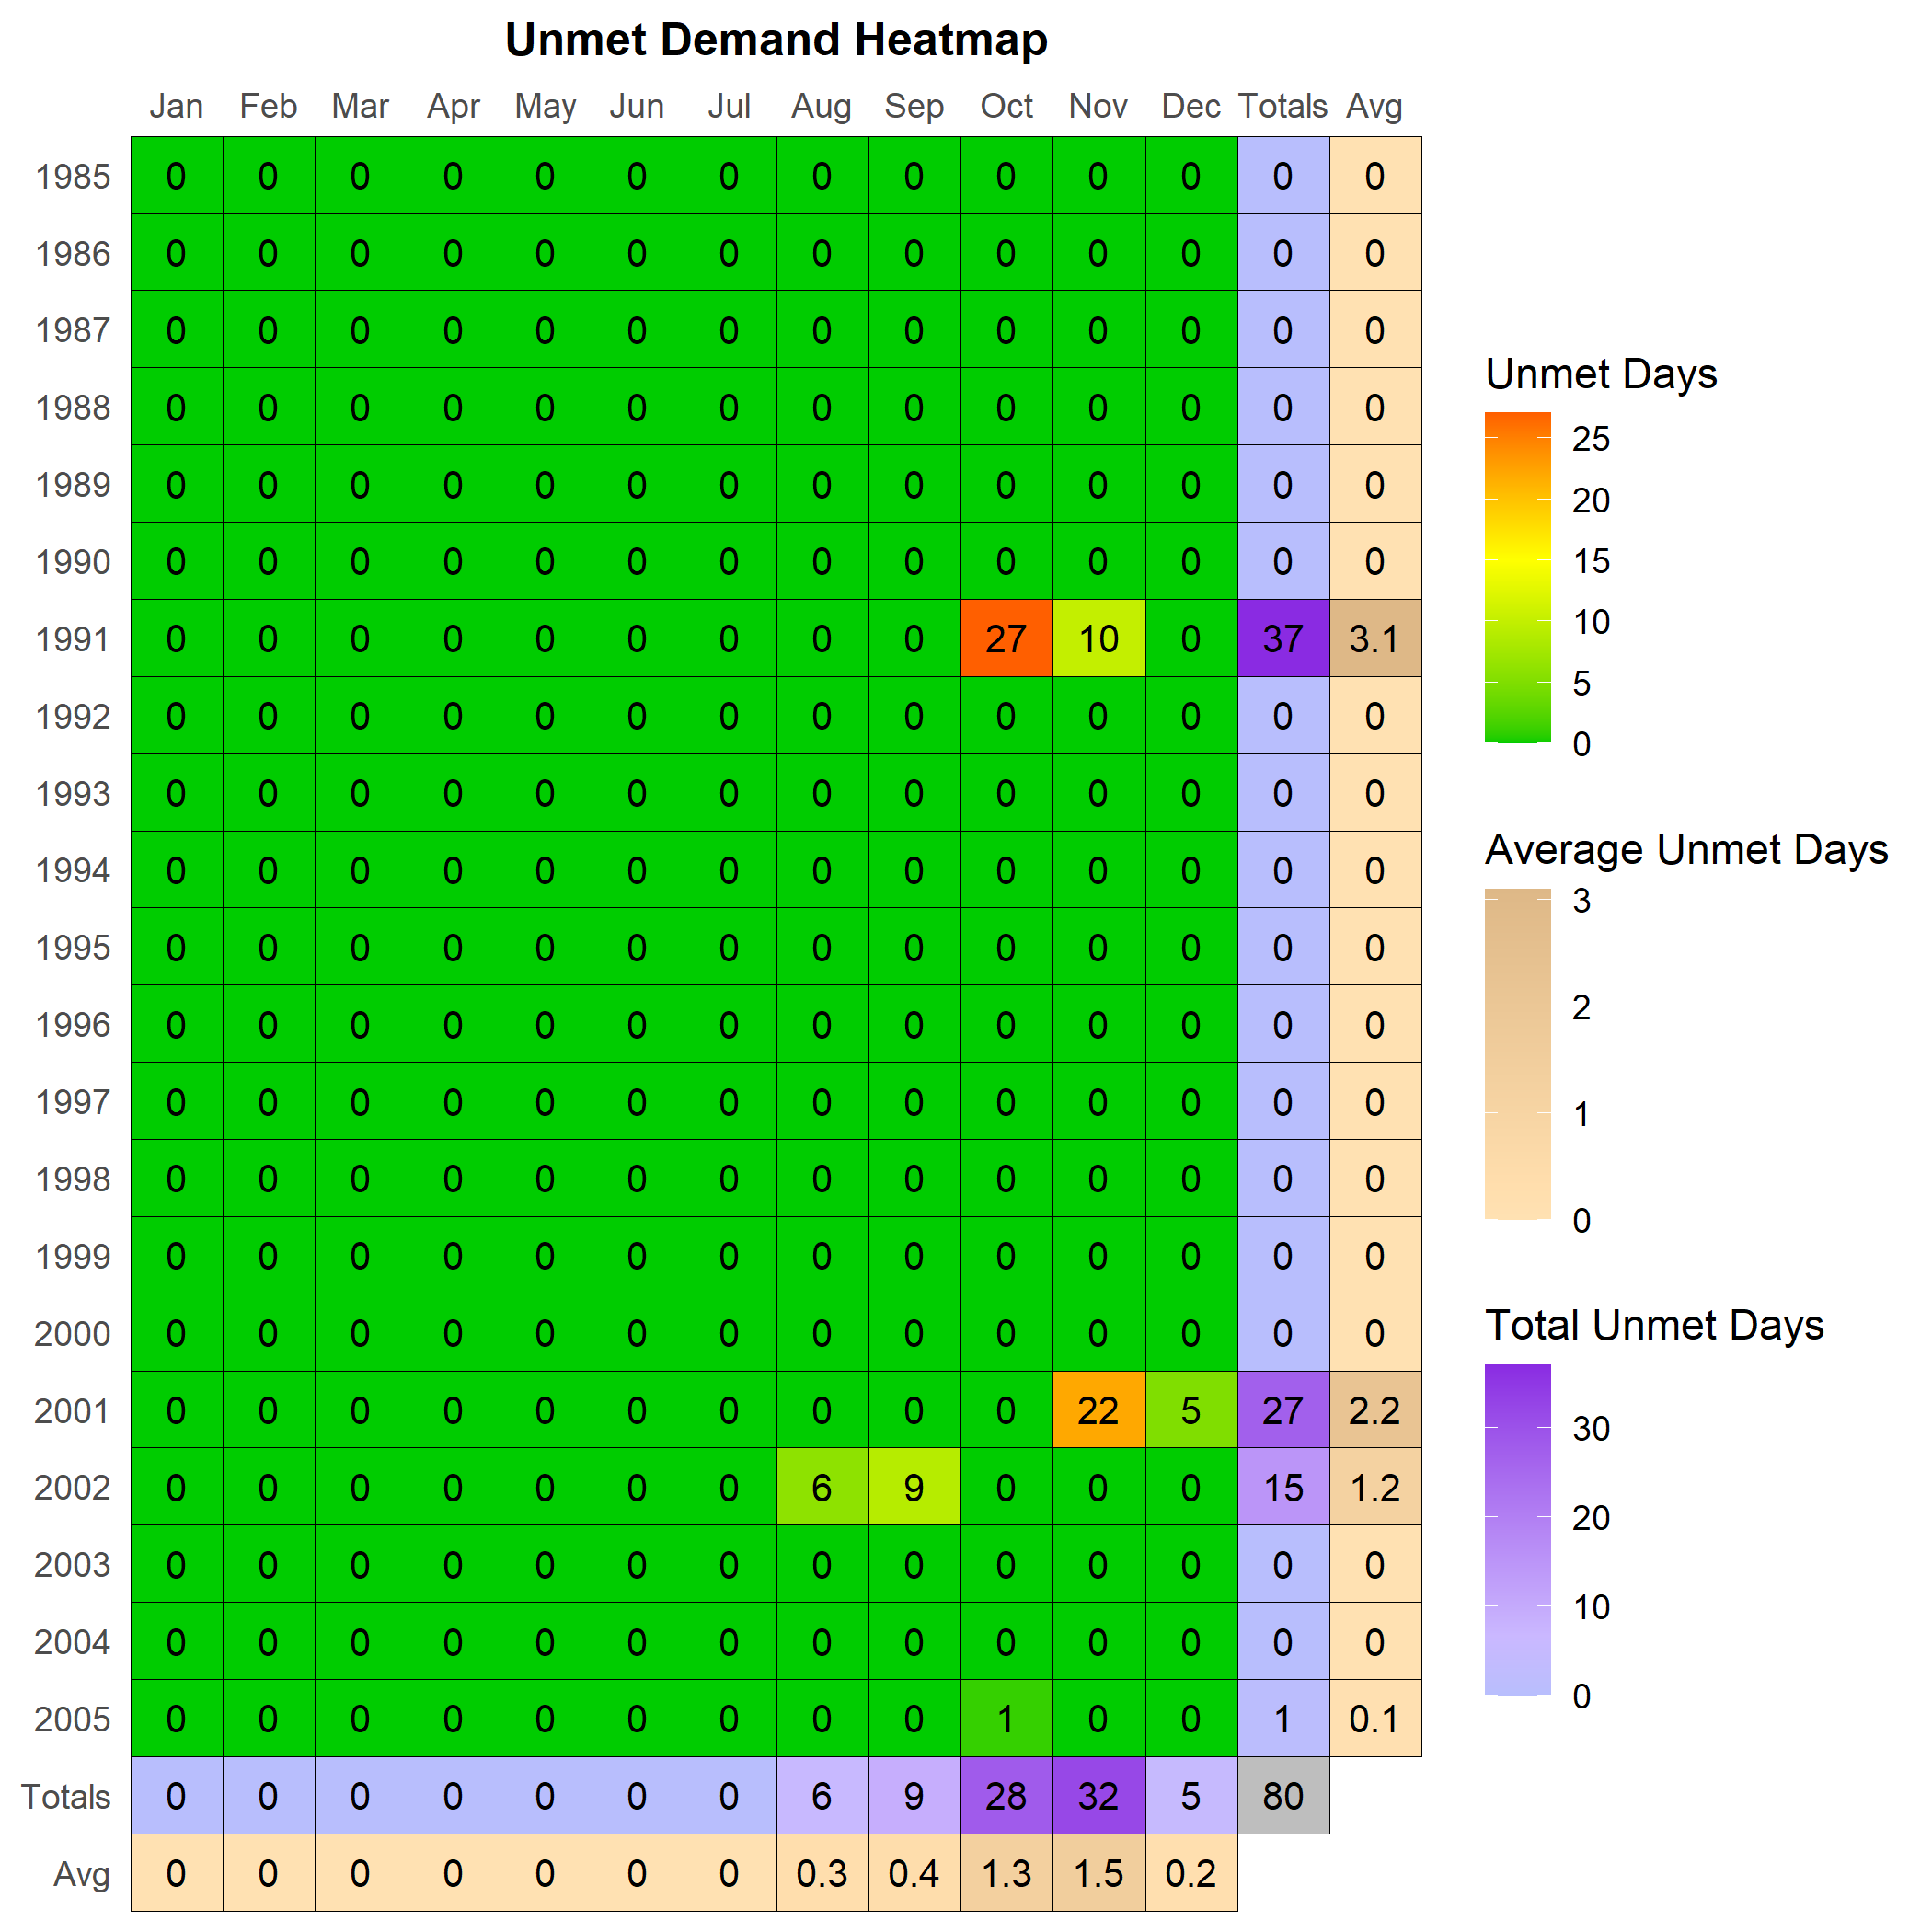 Unmet Demand Heatmap
Jan Feb Mar Apr May Jun Jul Aug Sep Oct Nov Dec Totals Avg
1985 0 0 0 0 0 0 0 0 0 0 0 0 0 0
1986 0 0 0 0 0 0 0 0 0 0 0 0 0 0
1987 0 0 0 0 0 0 0 0 0 0 0 0 0 0
1988 0 0 0 0 0 0 0 0 0 0 0 0 0 0
1989 0 0 0 0 0 0 0 0 0 0 0 0 0 0
1990 0 0 0 0 0 0 0 0 0 0 0 0 0 0
1991 0 0 0 0 0 0 0 0 0 27 10 0 37 3.1
1992 0 0 0 0 0 0 0 0 0 0 0 0 0 0
1993 0 0 0 0 0 0 0 0 0 0 0 0 0 0
1994 0 0 0 0 0 0 0 0 0 0 0 0 0 0
1995 0 0 0 0 0 0 0 0 0 0 0 0 0 0
1996 0 0 0 0 0 0 0 0 0 0 0 0 0 0
1997 0 0 0 0 0 0 0 0 0 0 0 0 0 0
1998 0 0 0 0 0 0 0 0 0 0 0 0 0 0
1999 0 0 0 0 0 0 0 0 0 0 0 0 0 0
2000 0 0 0 0 0 0 0 0 0 0 0 0 0 0
2001 0 0 0 0 0 0 0 0 0 0 22 5 27 2.2
2002 0 0 0 0 0 0 0 6 9 0 0 0 15 1.2
2003 0 0 0 0 0 0 0 0 0 0 0 0 0 0
2004 0 0 0 0 0 0 0 0 0 0 0 0 0 0
2005 0 0 0 0 0 0 0 0 0 1 0 0 1 0.1
Totals 0 0 0 0 0 0 0 6 9 28 32 5 80
Avg 0 0 0 0 0 0 0 0.3 0.4 1.3 1.5 0.2
Unmet Days
25
20
15
10
5
0
Average Unmet Days
3
2
1
0
Total Unmet Days
30
20
10
0